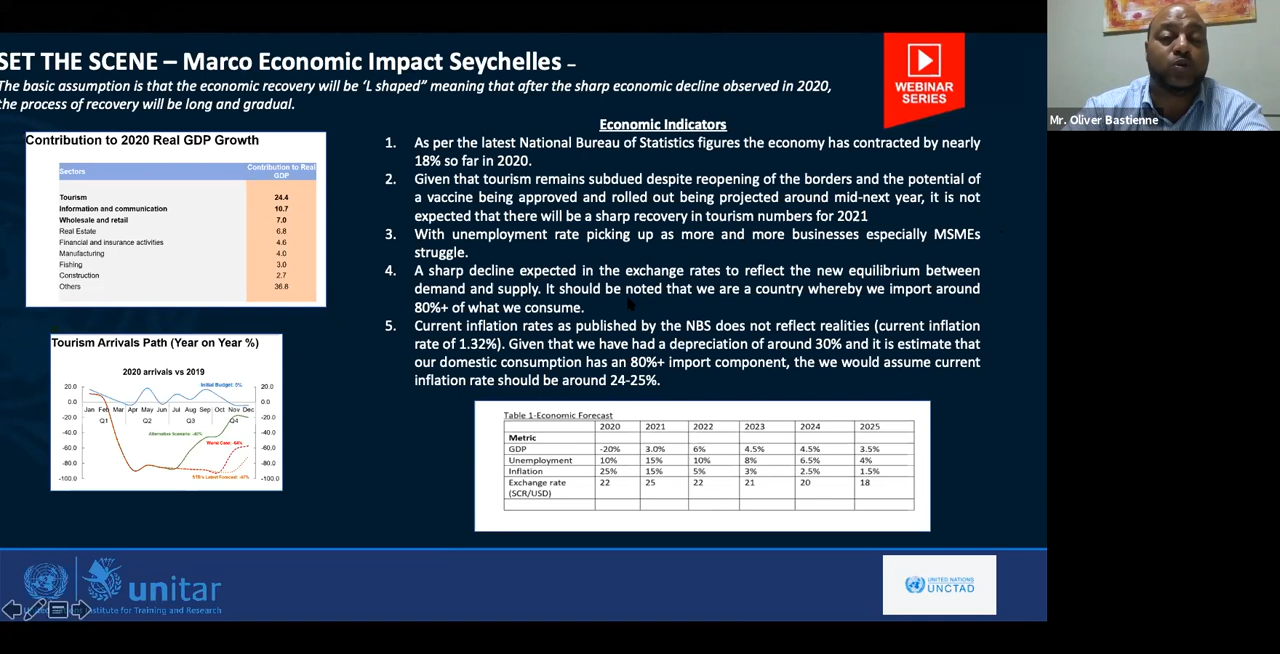 SET THE SCENE – Marco Economic Impact Seychelles –
The basic assumption is that the economic recovery will be 'L shaped" meaning that after the sharp economic decline observed in 2020,
the process of recovery will be long and gradual.
WEBINAR
SERIES
Mr. Oliver Bastienne
Contribution to 2020 Real GDP Growth
Sectors Contribution to Real
GDP
Tourism 24.4
Information and communication 10.7
Wholesale and retail 7.0
Real Estate 6.8
Financial and insurance activities 4.6
Manufacturing 4.0
Fishing 3.0
Construction 2.7
Others 36.8
Tourism Arrivals Path (Year on Year %)
2020 arrivals vs 2019
Initial Budget: 3%
20.0 20.0
0.0 0.0
Jan Feb Mar Apr May Jun Jul Aug Sep Oct Nov Dec
-20.0 Q1 Q2 Q3 Q4 -20.0
Alternative Scenario: -62%
-40.0 -40.0
Worst Case: -64%
-60.0 -60.0
-80.0 -80.0
STB's Latest Forecast: -67%
-100.0 -100.0
Economic Indicators
1. As per the latest National Bureau of Statistics figures the economy has contracted by nearly
18% so far in 2020.
2. Given that tourism remains subdued despite reopening of the borders and the potential of
a vaccine being approved and rolled out being projected around mid-next year, it is not
expected that there will be a sharp recovery in tourism numbers for 2021
3. With unemployment rate picking up as more and more businesses especially MSMEs
struggle.
4. A sharp decline expected in the exchange rates to reflect the new equilibrium between
demand and supply. It should be noted that we are a country whereby we import around
80%+ of what we consume.
5. Current inflation rates as published by the NBS does not reflect realities (current inflation
rate of 1.32%). Given that we have had a depreciation of around 30% and it is estimate that
our domestic consumption has an 80%+ import component, the we would assume current
inflation rate should be around 24-25%.
Table 1-Economic Forecast
2020 2021 2022 2023 2024 2025
Metric
GDP -20% 3.0% 6% 4.5% 4.5% 3.5%
Unemployment 10% 15% 10% 8% 6.5% 4%
Inflation 25% 15% 5% 3% 2.5% 1.5%
Exchange rate 22 25 22 21 20 18
(SCR/USD)
unitar
Institute for Training and Research
UNITED NATIONS
UNCTAD